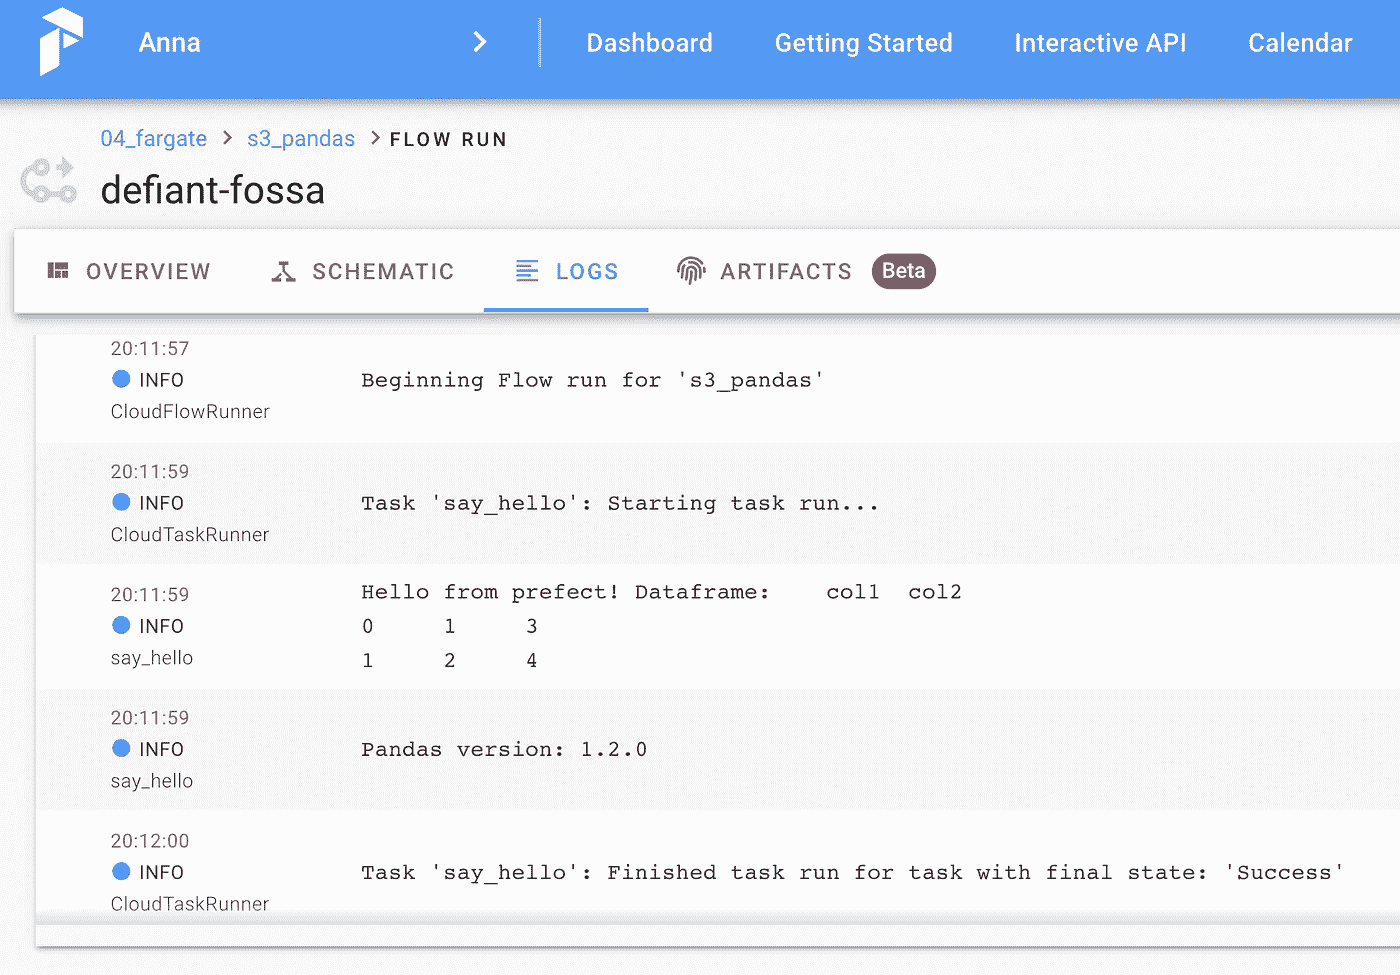 Anna Dashboard Getting Started Interactive API Calendar
04_fargate > s3_pandas > FLOW RUN
defiant-fossa
OVERVIEW SCHEMATIC LOGS ARTIFACTS Beta
20:11:57
INFO Beginning Flow run for 's3_pandas'
CloudFlowRunner
20:11:59
INFO Task 'say_hello': Starting task run...
CloudTaskRunner
20:11:59 Hello from prefect! Dataframe:    col1  col2
INFO 0 1 3
say_hello 1 2 4
20:11:59
INFO Pandas version: 1.2.0
say_hello
20:12:00
INFO Task 'say_hello': Finished task run for task with final state: 'Success'
CloudTaskRunner